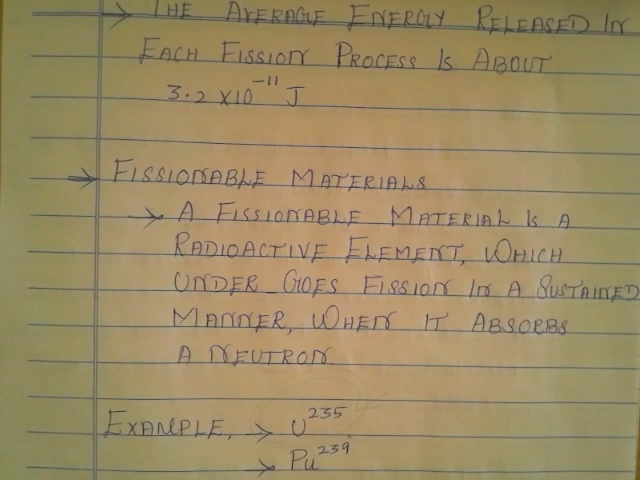 → THE AVERAGE ENERGY RELEASED IN
EACH FISSION PROCESS IS ABOUT
3.2 x10⁻¹¹ J
→ FISSIONABLE MATERIALS
→ A FISSIONABLE MATERIAL IS A
RADIOACTIVE ELEMENT, WHICH
UNDER-GOES FISSION IN A SUSTAINED
MANNER, WHEN IT ABSORBS
A NEUTRON.
EXAMPLE, → U²³⁵
→ Pu²³⁹